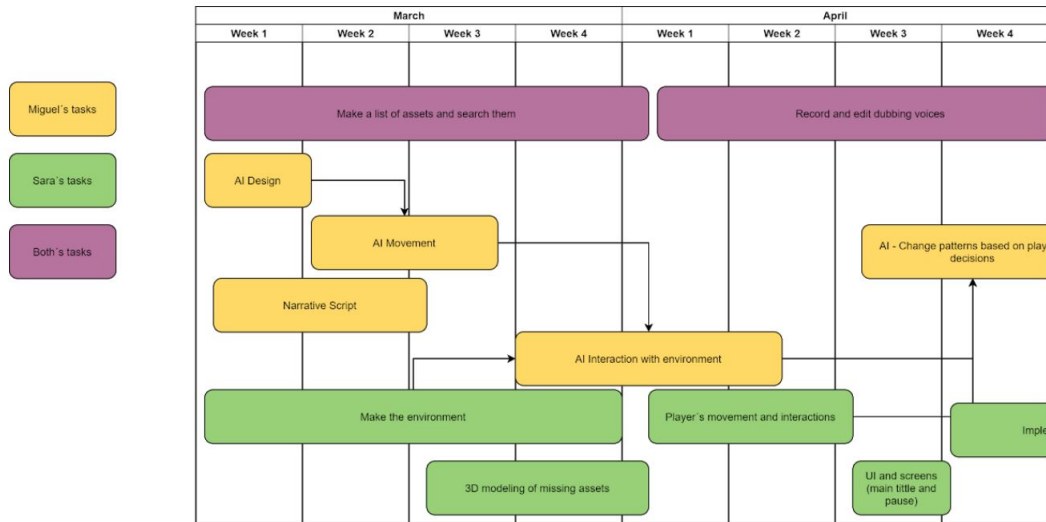 March
April
Week 1
Week 2
Week 3
Week 4
Week 1
Week 2
Week 3
Week 4
Miguel´s tasks
Sara´s tasks
Both´s tasks
Make a list of assets and search them
Record and edit dubbing voices
AI Design
AI Movement
AI - Change patterns based on play
decisions
Narrative Script
AI Interaction with environment
Make the environment
Player´s movement and interactions
Imple
3D modeling of missing assets
UI and screens
(main tittle and
pause)